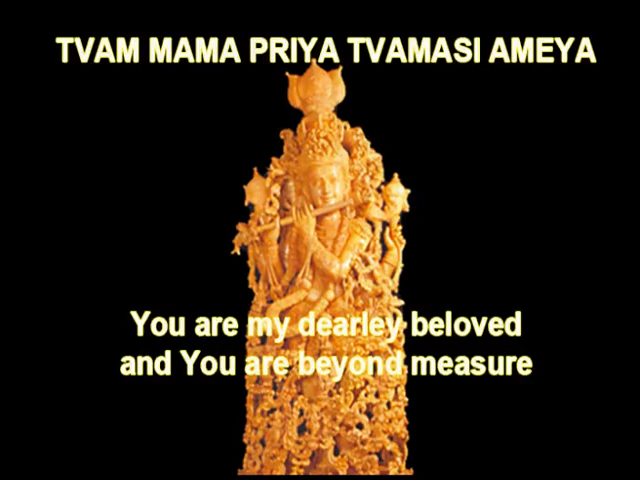 TVAM MAMA PRIYA TVAMASI AMEYA
You are my dearley beloved
and You are beyond measure